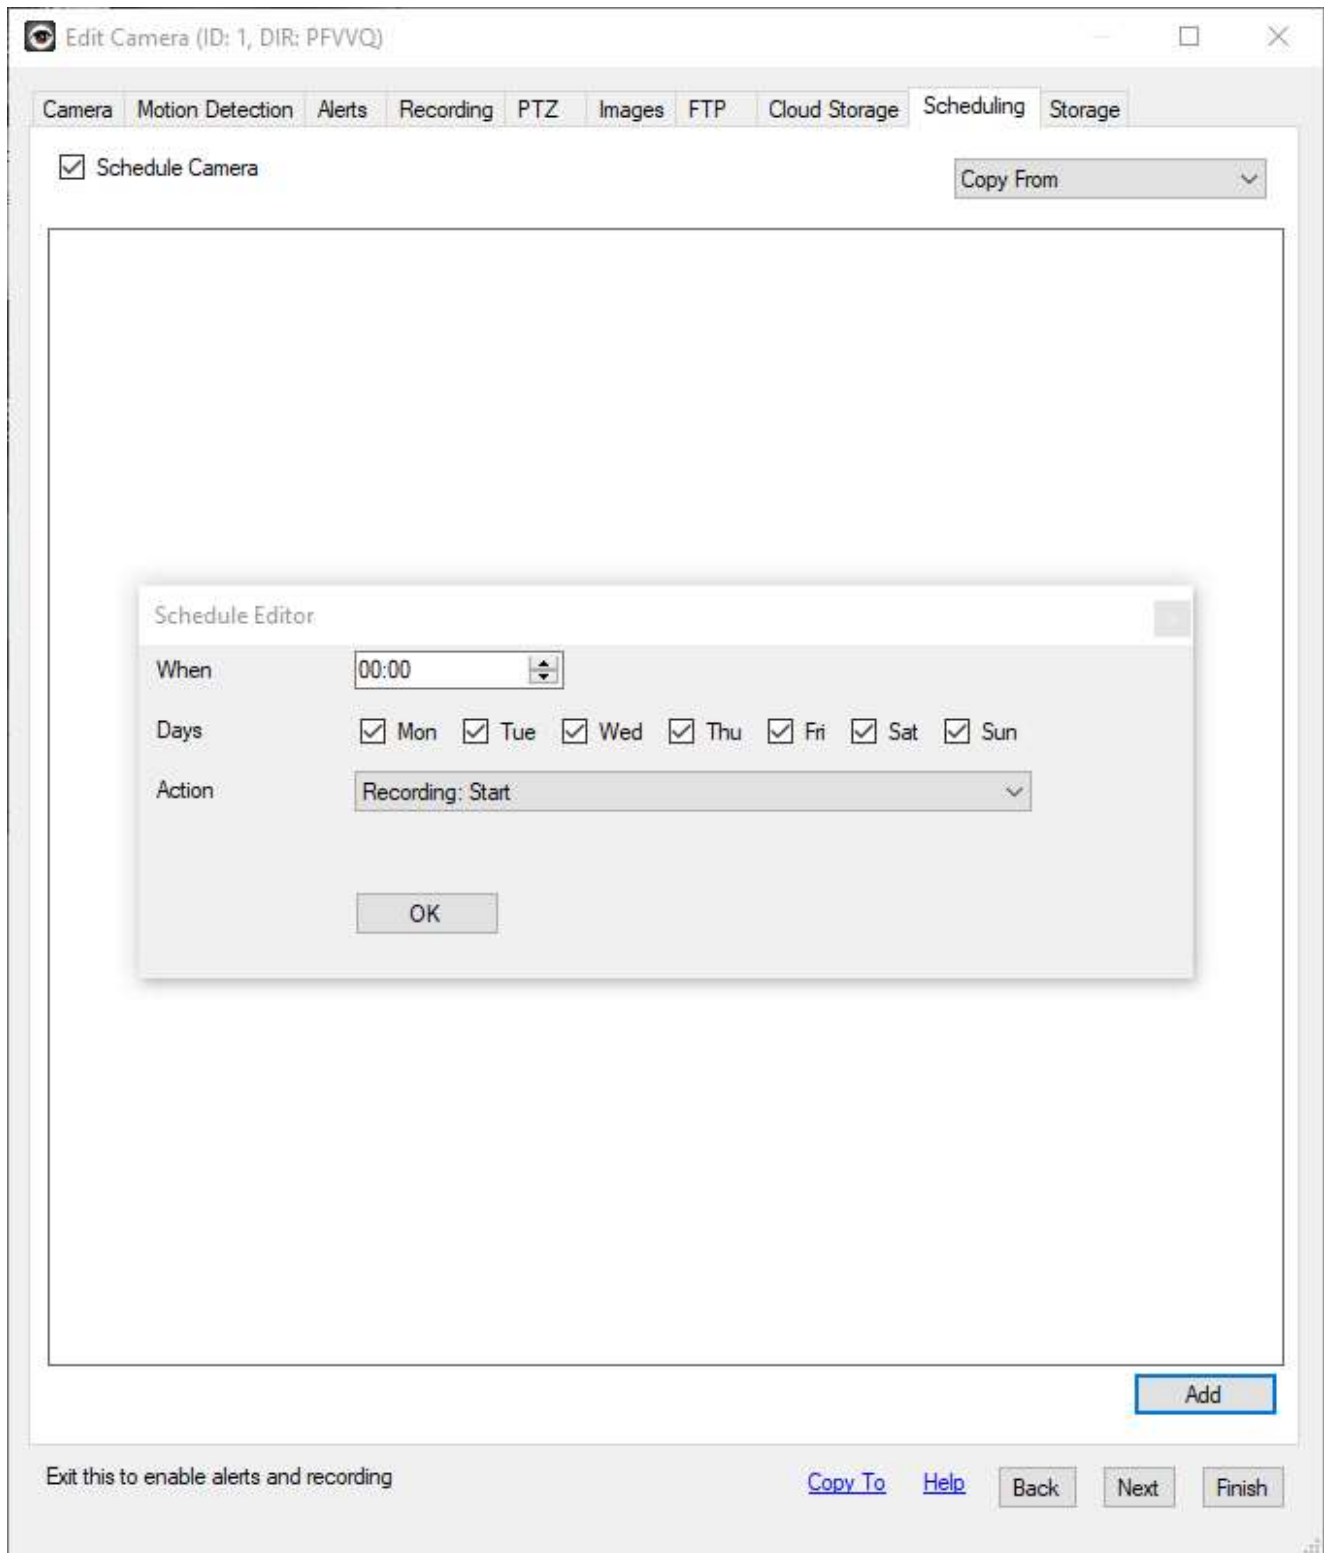 Edit Camera (ID: 1, DIR: PFVVQ)
Camera Motion Detection Alerts Recording PTZ Images FTP Cloud Storage Scheduling Storage
Schedule Camera
Copy From
Schedule Editor
When 00:00
Days Mon Tue Wed Thu Fri Sat Sun
Action Recording: Start
OK
Add
Exit this to enable alerts and recording Copy To Help Back Next Finish